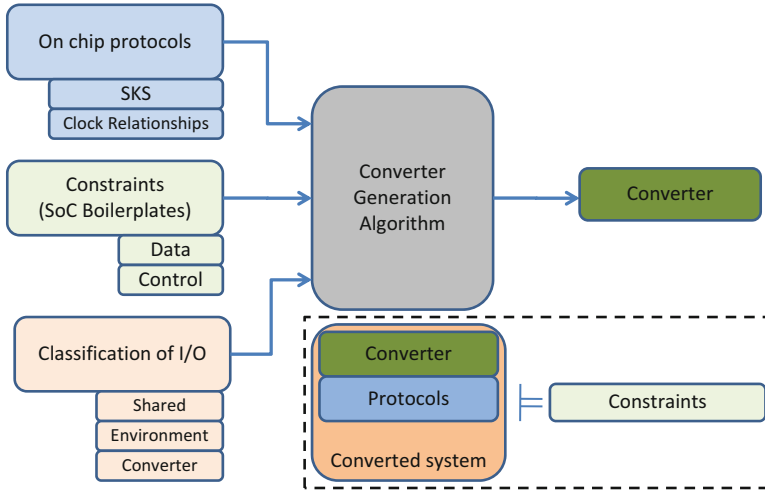 On chip protocols
SKS
Clock Relationships
Constraints
(SoC Boilerplates)
Data
Control
Classification of I/O
Shared
Environment
Converter
Converter
Generation
Algorithm
Converter
Converter
Protocols
Converted system
Constraints